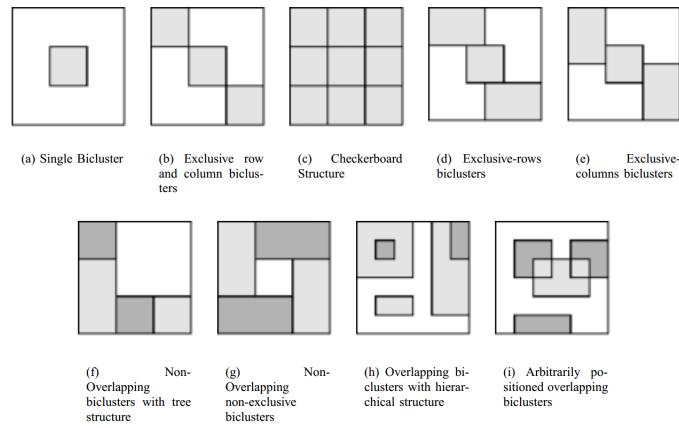 (a) Single Bicluster
(b) Exclusive row
and column biclus-
ters
(c) Checkerboard
Structure
(d) Exclusive-rows
biclusters
(e) Exclusive-
columns biclusters
(f) Non-
Overlapping
biclusters with tree
structure
(g) Non-
Overlapping
non-exclusive
biclusters
(h) Overlapping bi-
clusters with hierar-
chical structure
(i) Arbitrarily po-
sitioned overlapping
biclusters